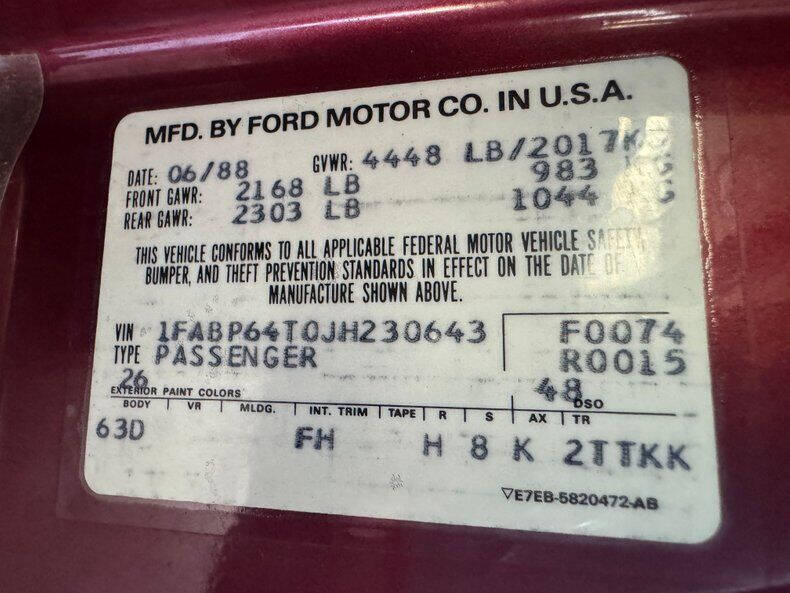 MFD. BY FORD MOTOR CO. IN U.S.A.
DATE: 06/88 GVWR: 4448 LB/2017K
FRONT GAWR: 2168 LB 983
REAR GAWR: 2303 LB 1044
THIS VEHICLE CONFORMS TO ALL APPLICABLE FEDERAL MOTOR VEHICLE SAFETY,
BUMPER, AND THEFT PREVENTION STANDARDS IN EFFECT ON THE DATE OF
MANUFACTURE SHOWN ABOVE.
VIN 1FABP64T0JH230643 F0074
TYPE PASSENGER R0015
26 48
EXTERIOR PAINT COLORS DSO
BODY VR MLDG. INT. TRIM TAPE R S AX TR
63D FH H 8 K 2TTKK
▽E7EB-5820472-AB